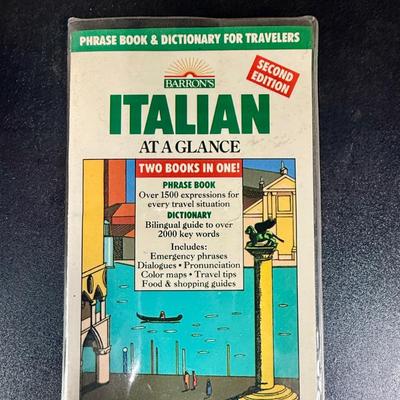 PHRASE BOOK & DICTIONARY FOR TRAVELERS
BARRON'S
SECOND
EDITION
ITALIAN
AT A GLANCE
TWO BOOKS IN ONE!
PHRASE BOOK
Over 1500 expressions for
every travel situation
DICTIONARY
Bilingual guide to over
2000 key words
Includes:
Emergency phrases
Dialogues • Pronunciation
Color maps • Travel tips
Food & shopping guides